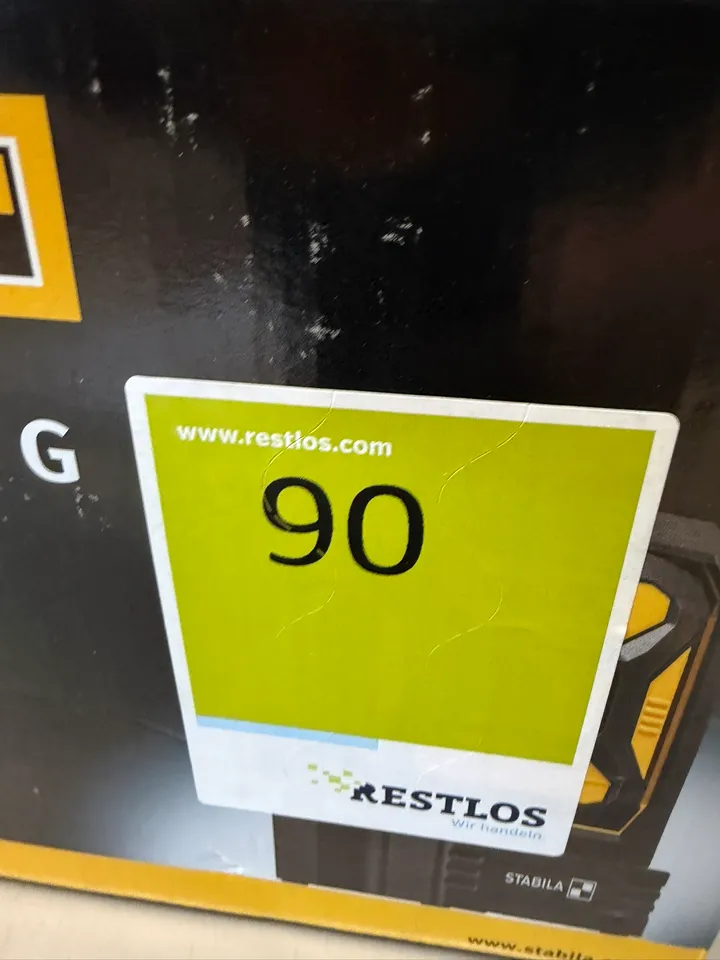 G
www.restlos.com
90
RESTLOS
Wir handeln.
STABILA
www.stabila.